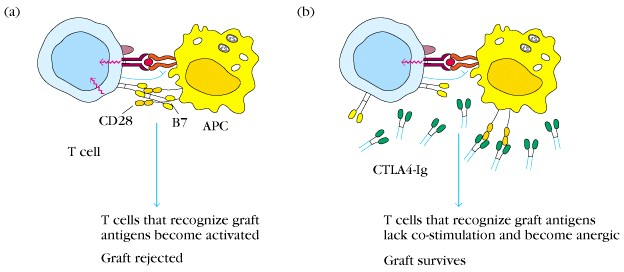 (a)
(b)
CD28
B7
APC
T cell
CTLA4-Ig
T cells that recognize graft
antigens become activated
Graft rejected
T cells that recognize graft antigens
lack co-stimulation and become anergic
Graft survives